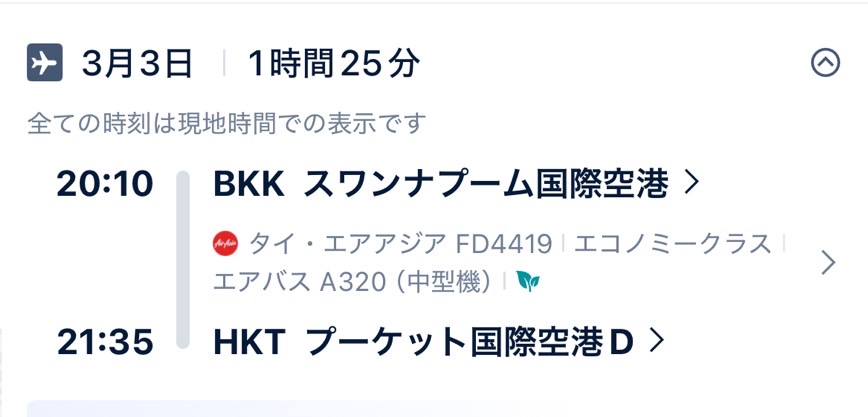 3月3日 | 1時間25分
全ての時刻は現地時間での表示です
20:10 BKK スワンナプーム国際空港 >
AirAsia タイ・エアアジア FD4419 | エコノミークラス |
エアバス A320（中型機） |
21:35 HKT プーケット国際空港D >